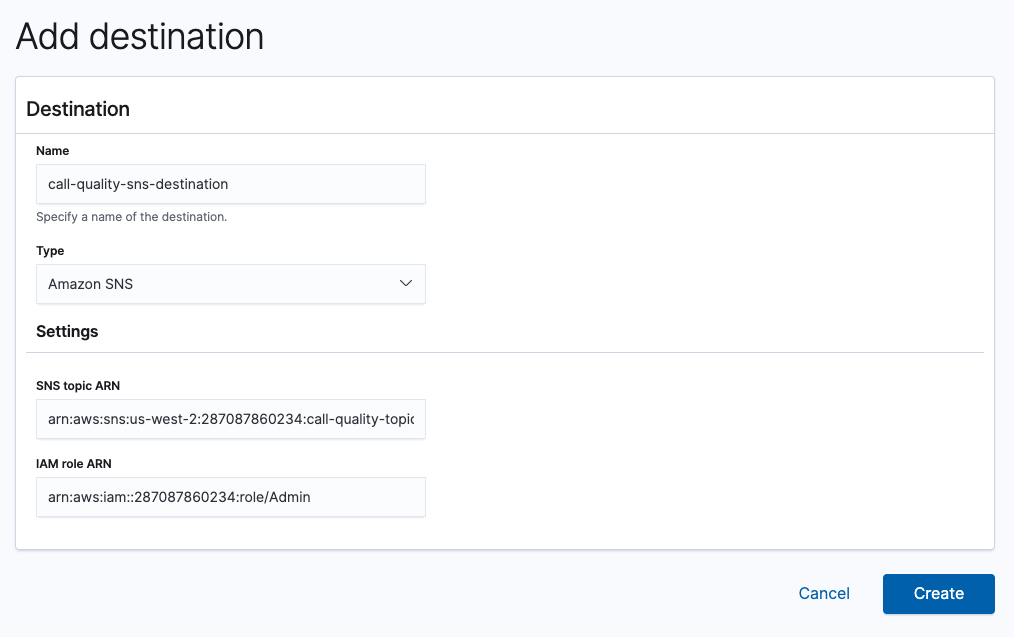 Add destination
Destination
Name
call-quality-sns-destination
Specify a name of the destination.
Type
Amazon SNS
Settings
SNS topic ARN
arn:aws:sns:us-west-2:287087860234:call-quality-topic
IAM role ARN
arn:aws:iam::287087860234:role/Admin
Cancel
Create